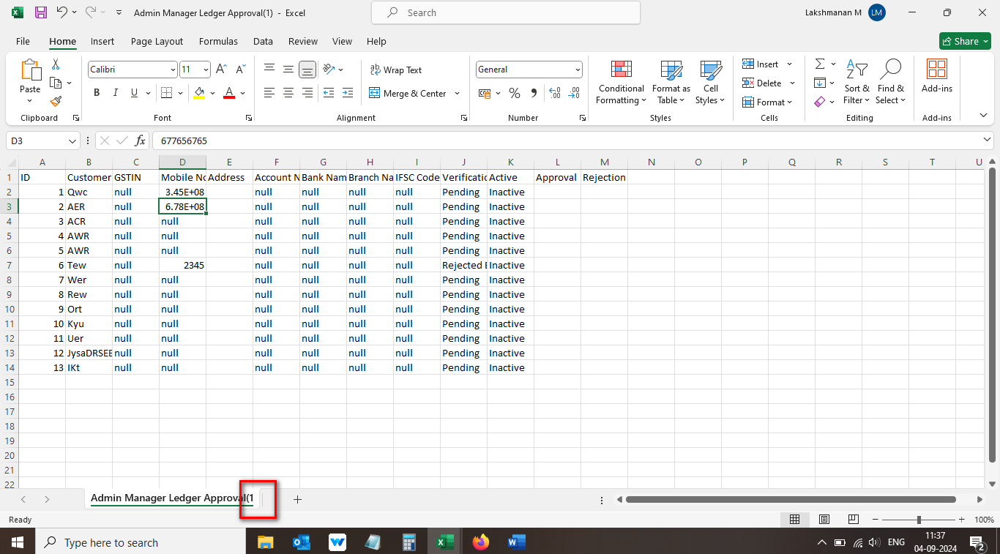 Admin Manager Ledger Approval(1) - Excel
Search
Lakshmanan M LM
File Home Insert Page Layout Formulas Data Review View Help
Share
Paste
Calibri 11
B I U A
Wrap Text
Merge & Center
General
% 9
Conditional Formatting
Format as Table
Cell Styles
Insert
Delete
Format
Sort & Filter
Find & Select
Add-ins
Clipboard Font Alignment Number Styles Cells Editing Add-ins
D3 fx 677656765
A B C D E F G H I J K L M N O P Q R S T U
1 ID Customer GSTIN Mobile No Address Account N Bank Nam Branch Na IFSC Code Verificatio Active Approval Rejection
2 1 Qwc null 3.45E+08 null null null null Pending Inactive
3 2 AER null 6.78E+08 null null null null Pending Inactive
4 3 ACR null null null null null null Pending Inactive
5 4 AWR null null null null null null Pending Inactive
6 5 AWR null null null null null null Pending Inactive
7 6 Tew null 2345 null null null null Rejected Inactive
8 7 Wer null null null null null null Pending Inactive
9 8 Rew null null null null null null Pending Inactive
10 9 Ort null null null null null null Pending Inactive
11 10 Kyu null null null null null null Pending Inactive
12 11 Uer null null null null null null Pending Inactive
13 12 JysaDRSEE null null null null null null Pending Inactive
14 13 IKt null null null null null null Pending Inactive
15
16
17
18
19
20
21
22
Admin Manager Ledger Approval(1
Ready
100%
Type here to search
ENG
11:37
04-09-2024
2